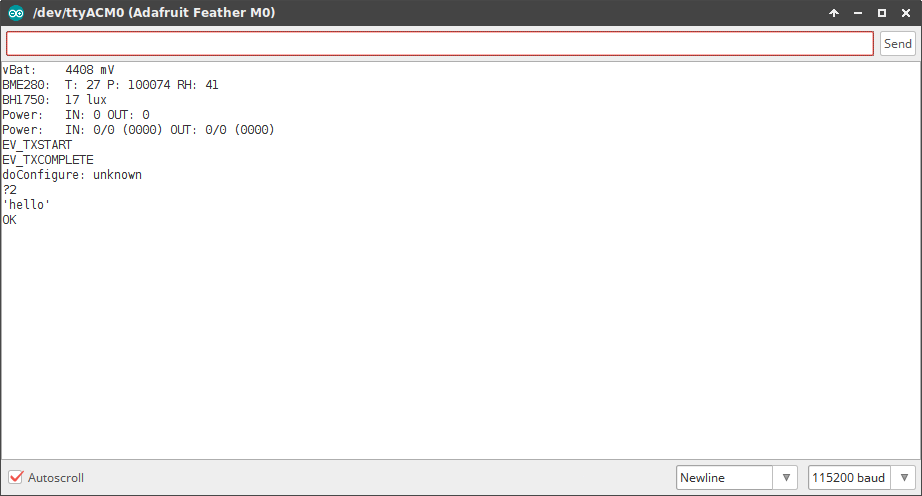 /dev/ttyACM0 (Adafruit Feather M0)
Send
vBat:    4408 mV
BME280:  T: 27 P: 100074 RH: 41
BH1750:  17 lux
Power:   IN: 0 OUT: 0
Power:   IN: 0/0 (0000) OUT: 0/0 (0000)
EV_TXSTART
EV_TXCOMPLETE
doConfigure: unknown
?2
'hello'
OK
Autoscroll
Newline
115200 baud